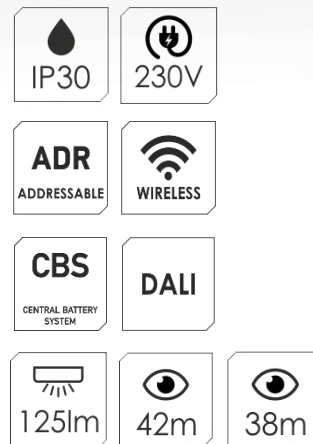 IP30
230V
ADR
ADDRESSABLE
WIRELESS
CBS
CENTRAL BATTERY
SYSTEM
DALI
125lm
42m
38m